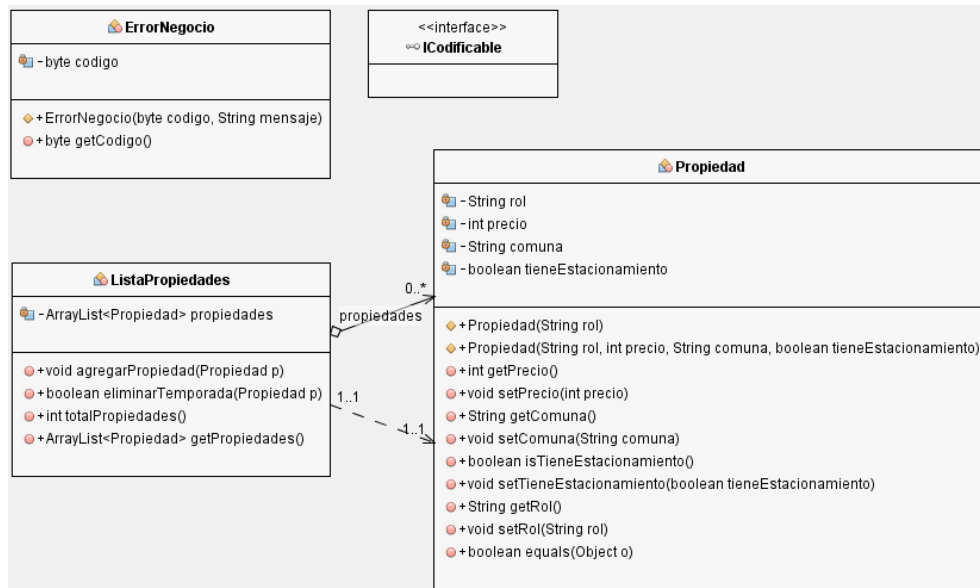 ErrorNegocio
-byte codigo
+ErrorNegocio(byte codigo, String mensaje)
+byte getCodigo()
<<interface>>
ICodificable
Propiedad
-String rol
-int precio
-String comuna
-boolean tieneEstacionamiento
+Propiedad(String rol)
+Propiedad(String rol, int precio, String comuna, boolean tieneEstacionamiento)
+int getPrecio()
+void setPrecio(int precio)
+String getComuna()
+void setComuna(String comuna)
+boolean isTieneEstacionamiento()
+void setTieneEstacionamiento(boolean tieneEstacionamiento)
+String getRol()
+void setRol(String rol)
+boolean equals(Object o)
ListaPropiedades
-ArrayList<Propiedad> propiedades
+void agregarPropiedad(Propiedad p)
+boolean eliminarTemporada(Propiedad p)
+int totalPropiedades()
+ArrayList<Propiedad> getPropiedades()
0..*
propiedades
1..1
1..1